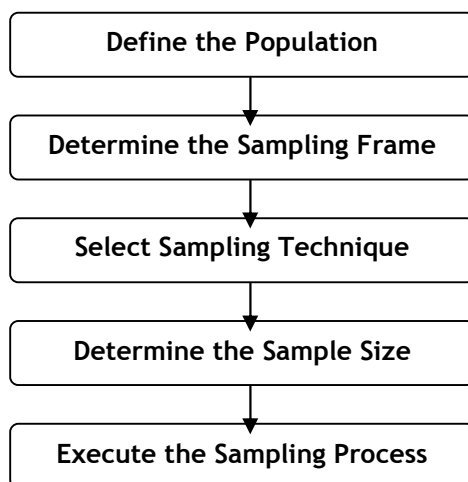 Define the Population
Determine the Sampling Frame
Select Sampling Technique
Determine the Sample Size
Execute the Sampling Process